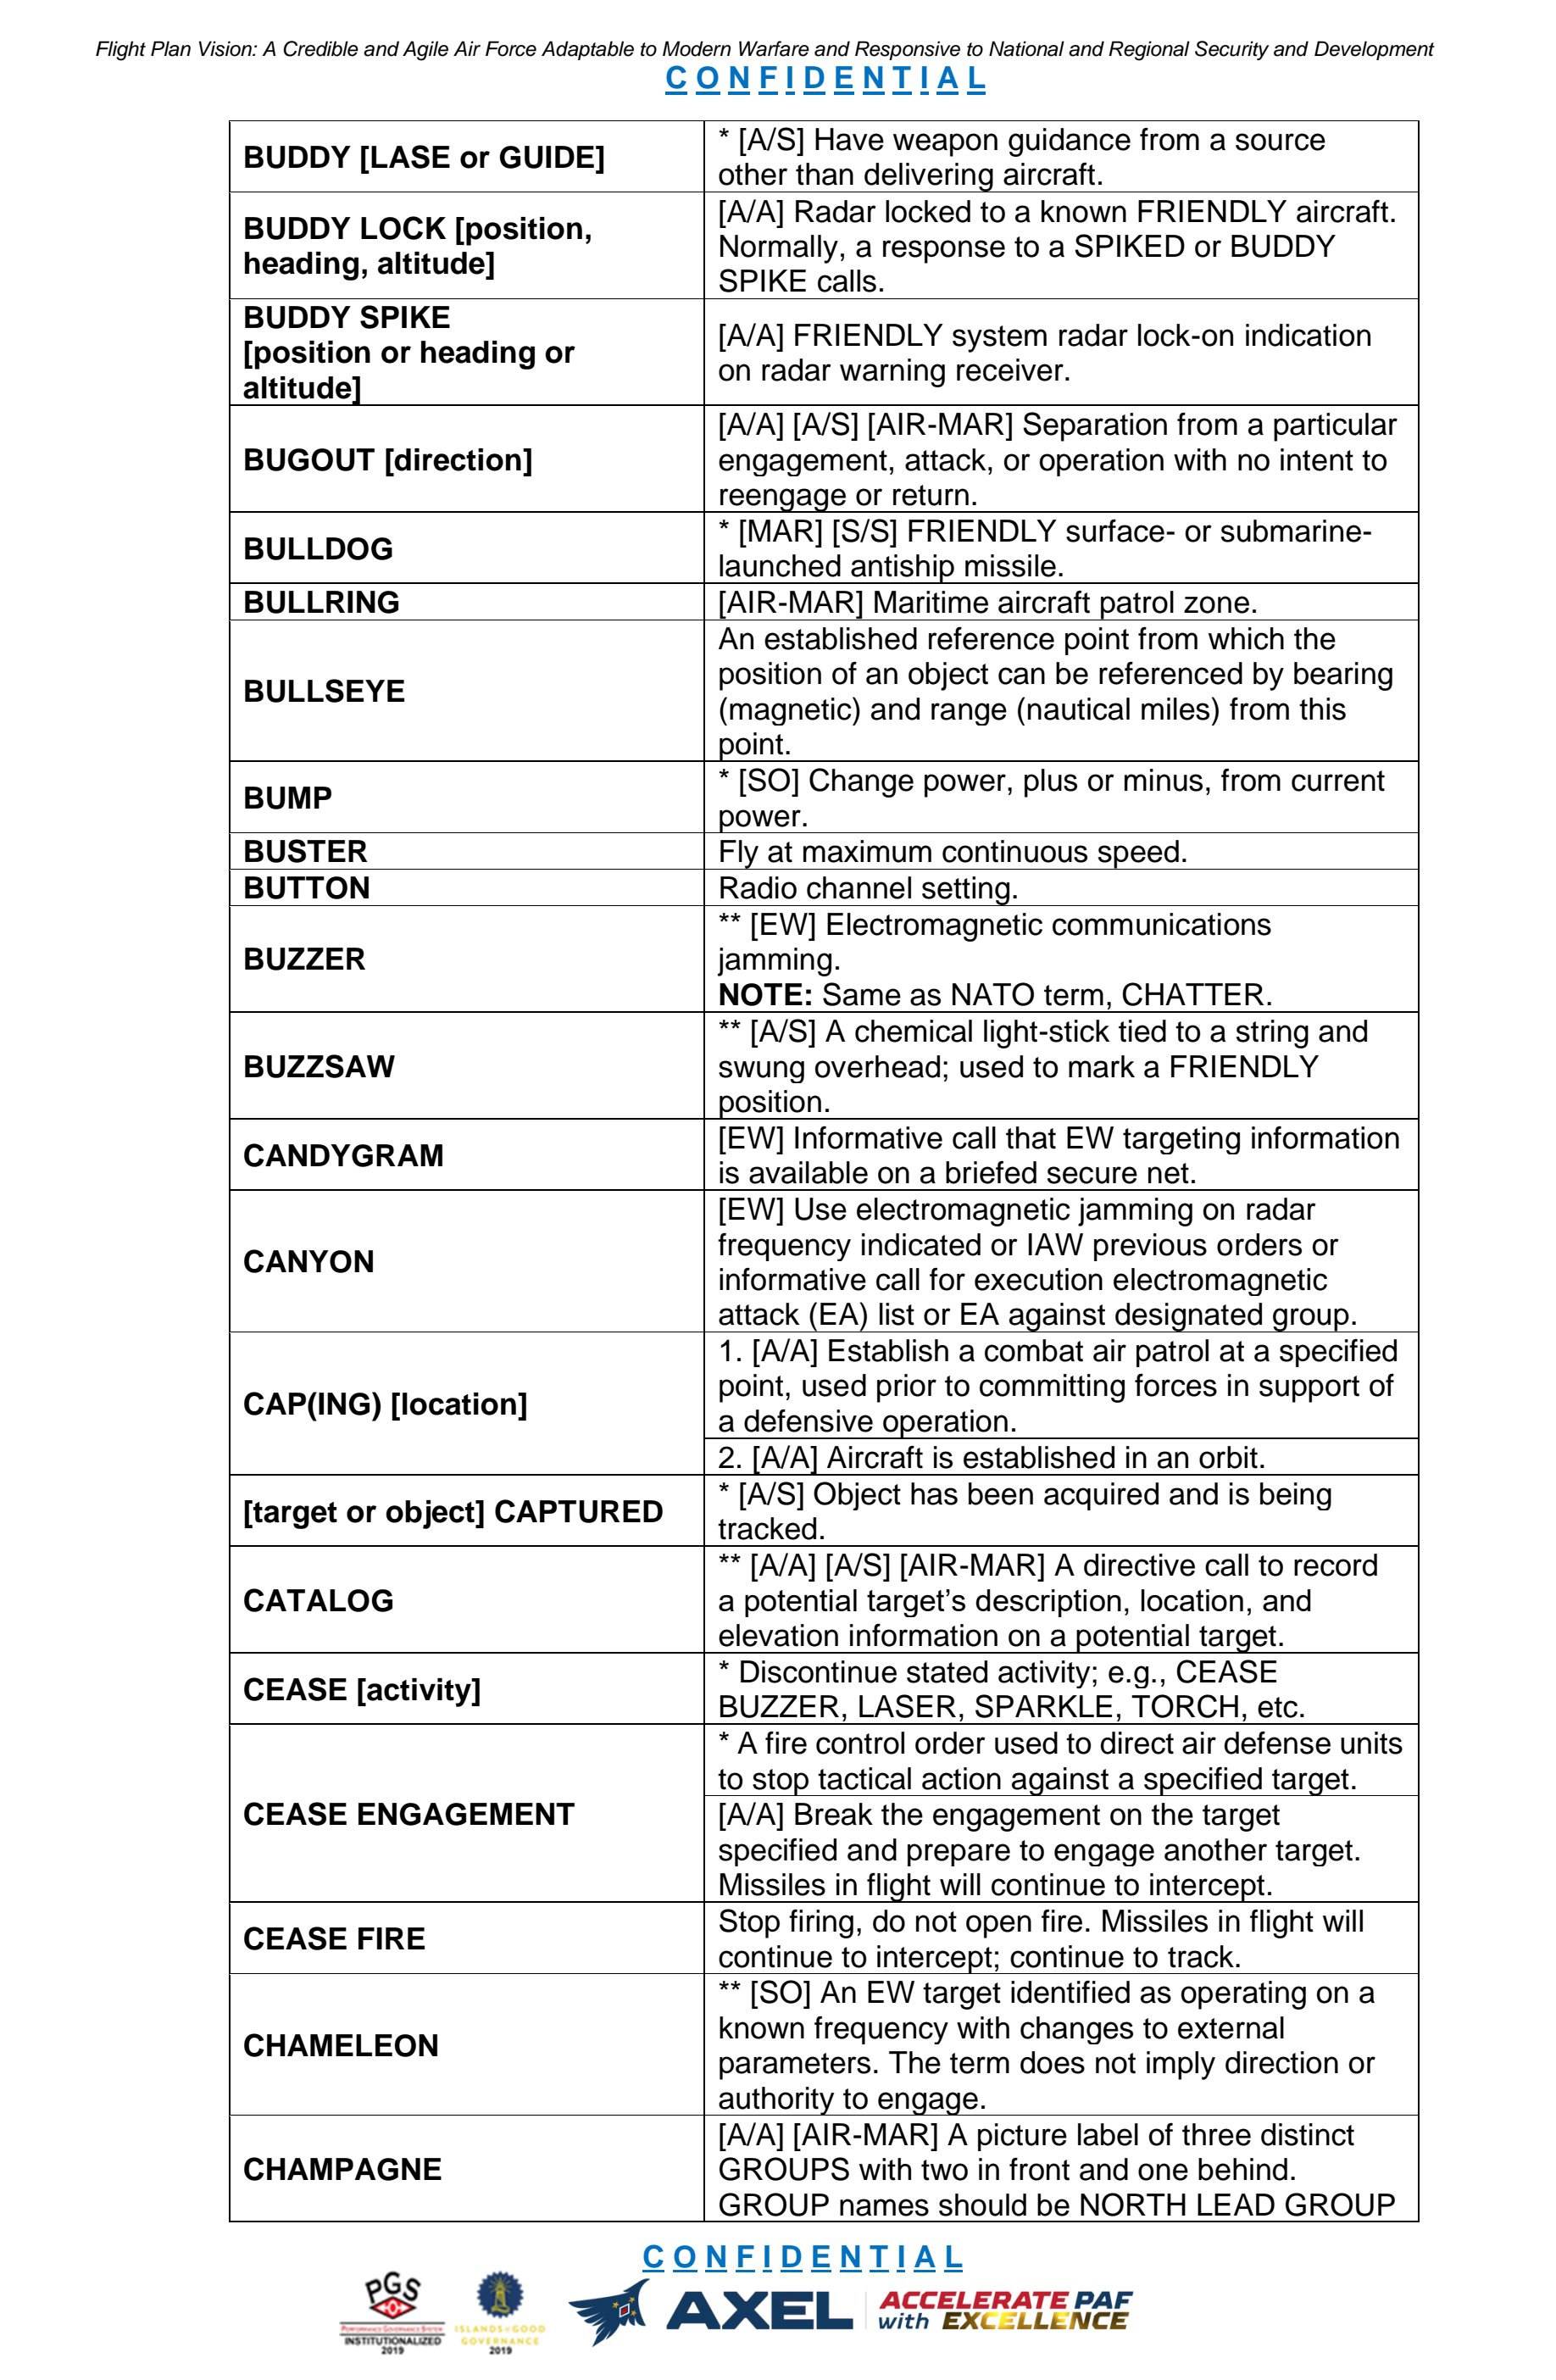 Flight Plan Vision: A Credible and Agile Air Force Adaptable to Modern Warfare and Responsive to National and Regional Security and Development
CONFIDENTIAL
BUDDY [LASE or GUIDE]
* [A/S] Have weapon guidance from a source
other than delivering aircraft.
BUDDY LOCK [position,
heading, altitude]
[A/A] Radar locked to a known FRIENDLY aircraft.
Normally, a response to a SPIKED or BUDDY
SPIKE calls.
BUDDY SPIKE
[position or heading or
altitude]
[A/A] FRIENDLY system radar lock-on indication
on radar warning receiver.
BUGOUT [direction]
[A/A] [A/S] [AIR-MAR] Separation from a particular
engagement, attack, or operation with no intent to
reengage or return.
BULLDOG
* [MAR] [S/S] FRIENDLY surface- or submarine-
launched antiship missile.
BULLRING
[AIR-MAR] Maritime aircraft patrol zone.
BULLSEYE
An established reference point from which the
position of an object can be referenced by bearing
(magnetic) and range (nautical miles) from this
point.
BUMP
* [SO] Change power, plus or minus, from current
power.
BUSTER
Fly at maximum continuous speed.
BUTTON
Radio channel setting.
BUZZER
** [EW] Electromagnetic communications
jamming.
NOTE: Same as NATO term, CHATTER.
BUZZSAW
** [A/S] A chemical light-stick tied to a string and
swung overhead; used to mark a FRIENDLY
position.
CANDYGRAM
[EW] Informative call that EW targeting information
is available on a briefed secure net.
CANYON
[EW] Use electromagnetic jamming on radar
frequency indicated or IAW previous orders or
informative call for execution electromagnetic
attack (EA) list or EA against designated group.
CAP(ING) [location]
1. [A/A] Establish a combat air patrol at a specified
point, used prior to committing forces in support of
a defensive operation.
2. [A/A] Aircraft is established in an orbit.
[target or object] CAPTURED
* [A/S] Object has been acquired and is being
tracked.
CATALOG
** [A/A] [A/S] [AIR-MAR] A directive call to record
a potential target’s description, location, and
elevation information on a potential target.
CEASE [activity]
* Discontinue stated activity; e.g., CEASE
BUZZER, LASER, SPARKLE, TORCH, etc.
CEASE ENGAGEMENT
* A fire control order used to direct air defense units
to stop tactical action against a specified target.
[A/A] Break the engagement on the target
specified and prepare to engage another target.
Missiles in flight will continue to intercept.
CEASE FIRE
Stop firing, do not open fire. Missiles in flight will
continue to intercept; continue to track.
CHAMELEON
** [SO] An EW target identified as operating on a
known frequency with changes to external
parameters. The term does not imply direction or
authority to engage.
CHAMPAGNE
[A/A] [AIR-MAR] A picture label of three distinct
GROUPS with two in front and one behind.
GROUP names should be NORTH LEAD GROUP
CONFIDENTIAL
PGS
PERFORMANCE GOVERNANCE SYSTEM
INSTITUTIONALIZED
2019
ISLANDS of GOOD
GOVERNANCE
2019
AXEL
ACCELERATE PAF
with EXCELLENCE